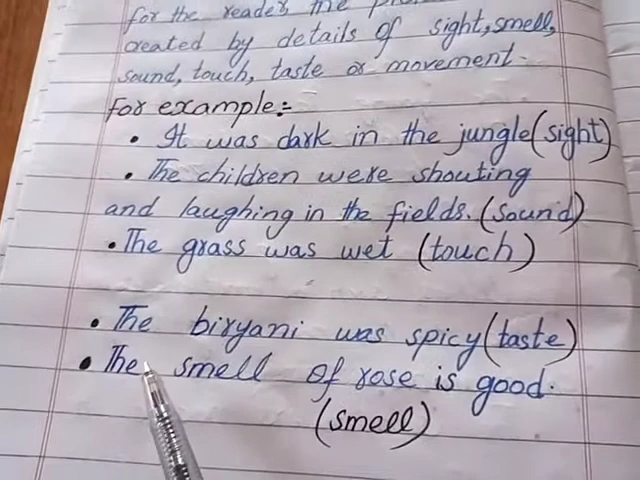 for the reader the
created by details of sight, smell,
sound, touch, taste or movement.
for example:-
• It was dark in the jungle (sight)
• The children were shouting
and laughing in the fields. (sound)
• The grass was wet (touch)
• The biryani was spicy (taste)
• The smell of rose is good.
(smell)